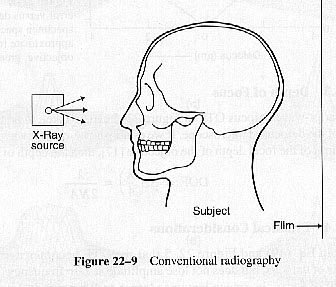 X-Ray
source
Subject
Film
Figure 22–9 Conventional radiography